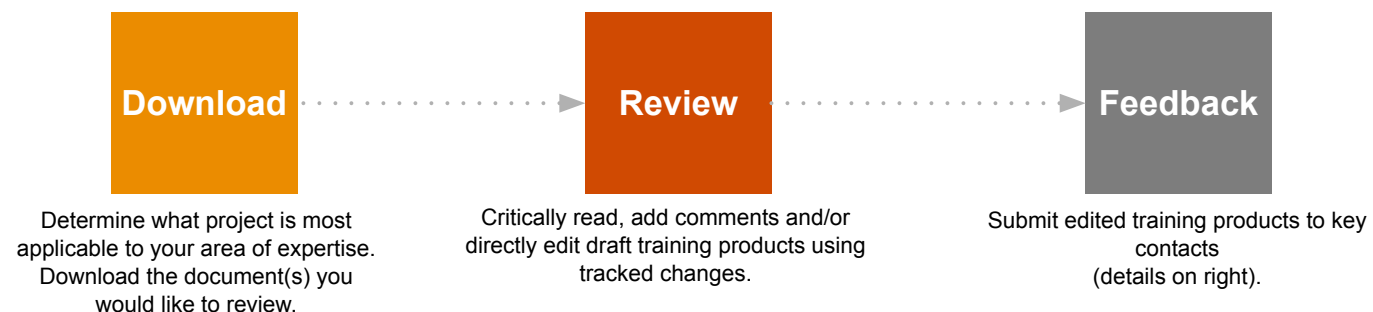 Download
Review
Feedback
Determine what project is most
applicable to your area of expertise.
Download the document(s) you
would like to review.
Critically read, add comments and/or
directly edit draft training products using
tracked changes.
Submit edited training products to key
contacts
(details on right).